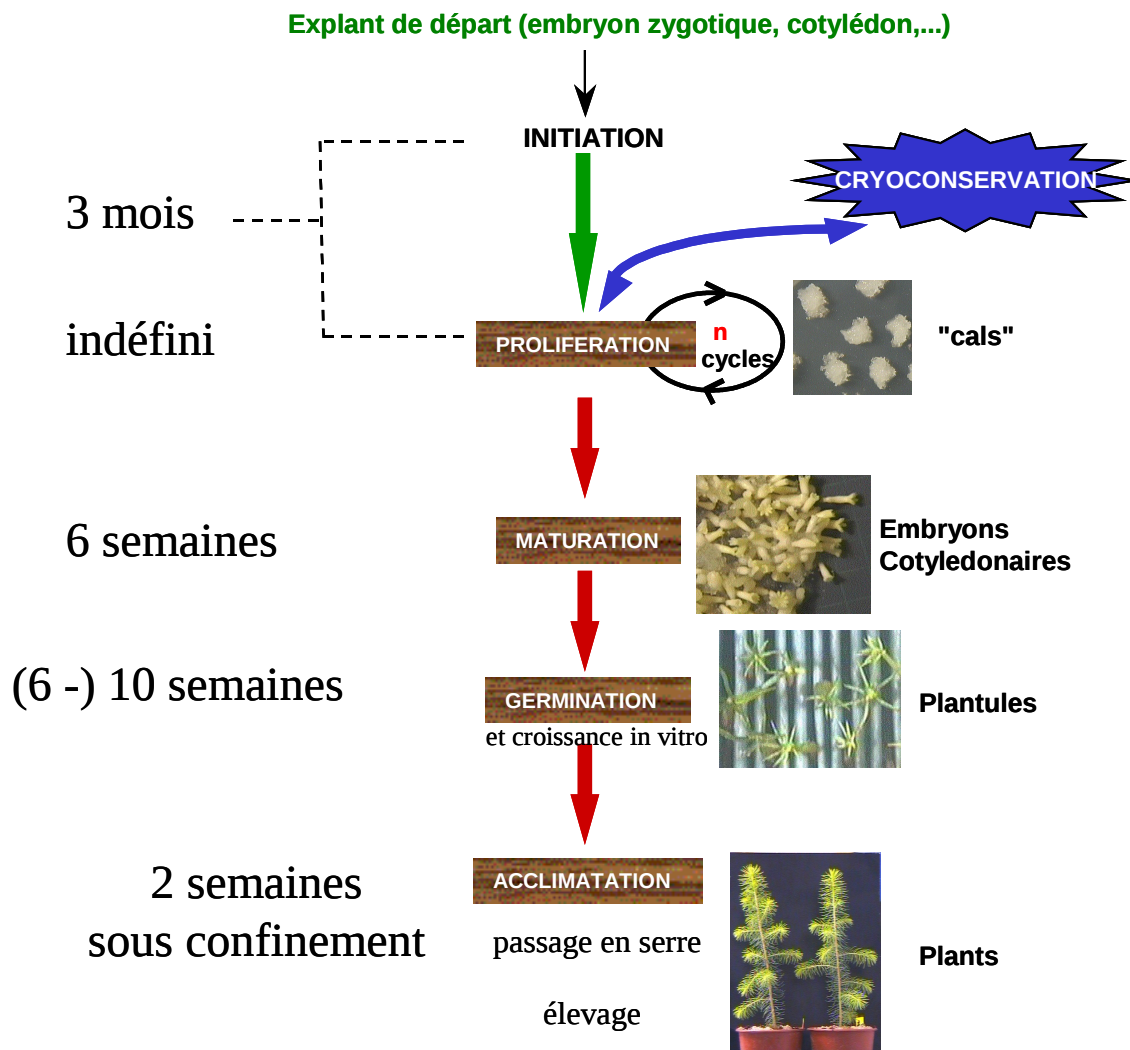 Explant de départ (embryon zygotique, cotylédon,...)
INITIATION
CRYOCONSERVATION
3 mois
indéfini
PROLIFERATION
n
cycles
"cals"
6 semaines
MATURATION
Embryons
Cotyledonaires
(6 -) 10 semaines
GERMINATION
et croissance in vitro
Plantules
2 semaines
sous confinement
ACCLIMATATION
passage en serre
élevage
Plants